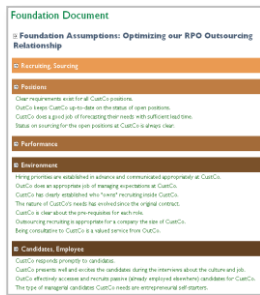 Foundation Document
Foundation Assumptions: Optimizing our RPO Outsourcing
Relationship
Recruiting, Sourcing
Positions
Clear requirements exist for all CustCo positions.
OutCo keeps CustCo up-to-date on the status of open positions.
CustCo does a good job of forecasting their needs with sufficient lead time.
Status on sourcing for the open positions at CustCo is always clear.
Performance
Environment
Hiring priorities are established in advance and communicated appropriately at CustCo.
OutCo does an appropriate job of managing expectations at CustCo.
CustCo has clearly established who "owns" recruiting inside CustCo.
The nature of CustCo's needs has evolved since the original contract.
CustCo is clear about the pre-requisites for each role.
Outsourcing recruiting is appropriate for a company the size of CustCo.
Being consultative to CustCo is a valued service from OutCo.
Candidates, Employee
CustCo responds promptly to candidates.
CustCo presents well and excites the candidates during the interviews about the culture and job.
OutCo effectively accesses and recruits passive (already employed elsewhere) candidates for CustCo.
The type of managerial candidates CustCo needs are entrepreneurial self-starters.